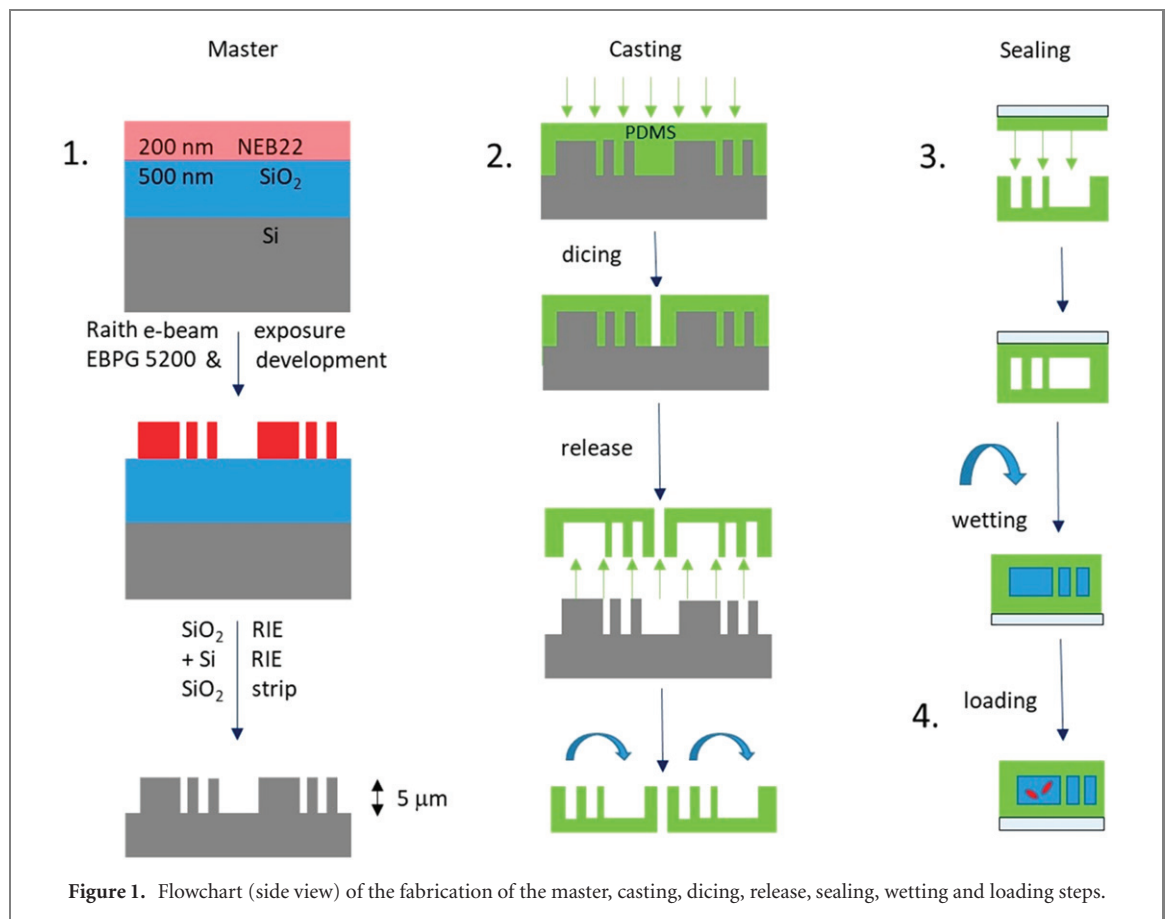 Master
1.
200 nm NEB22
500 nm SiO₂
Si
Raith e-beam exposure
EBPG 5200 & development
SiO₂ RIE
+ Si RIE
SiO₂ strip
5 μm
Casting
2.
PDMS
dicing
release
Sealing
3.
wetting
4.
loading
Figure 1. Flowchart (side view) of the fabrication of the master, casting, dicing, release, sealing, wetting and loading steps.